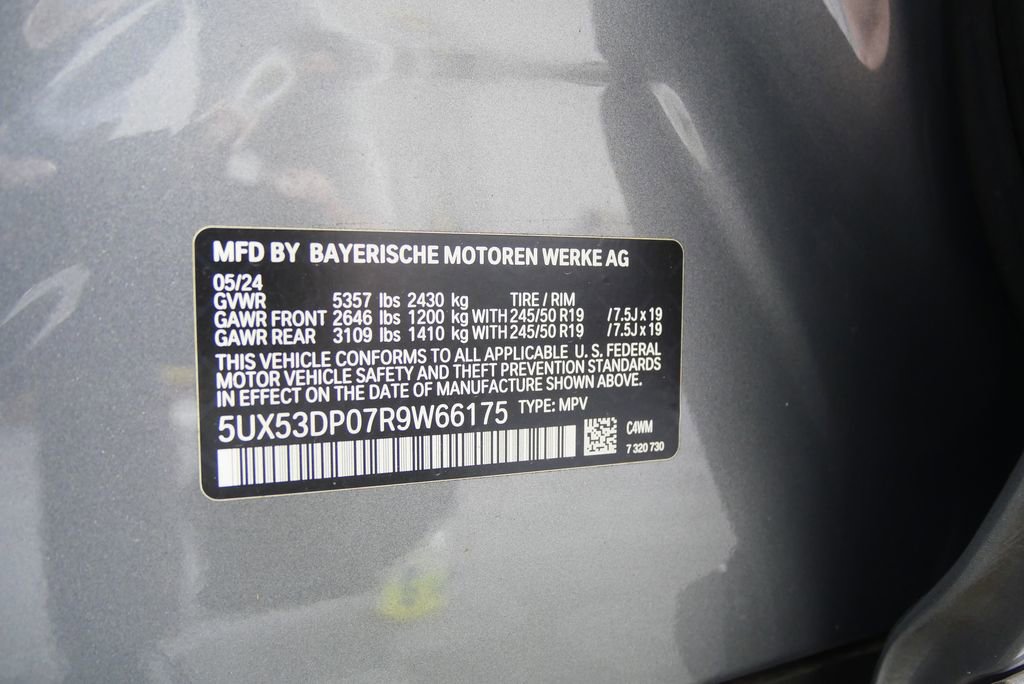 MFD BY BAYERISCHE MOTOREN WERKE AG
05/24
GVWR 5357 lbs 2430 kg TIRE / RIM
GAWR FRONT 2646 lbs 1200 kg WITH 245/50 R19 /7.5J x 19
GAWR REAR 3109 lbs 1410 kg WITH 245/50 R19 /7.5J x 19
THIS VEHICLE CONFORMS TO ALL APPLICABLE U. S. FEDERAL
MOTOR VEHICLE SAFETY AND THEFT PREVENTION STANDARDS
IN EFFECT ON THE DATE OF MANUFACTURE SHOWN ABOVE.
5UX53DP07R9W66175 TYPE: MPV
C4WM
7 320 730